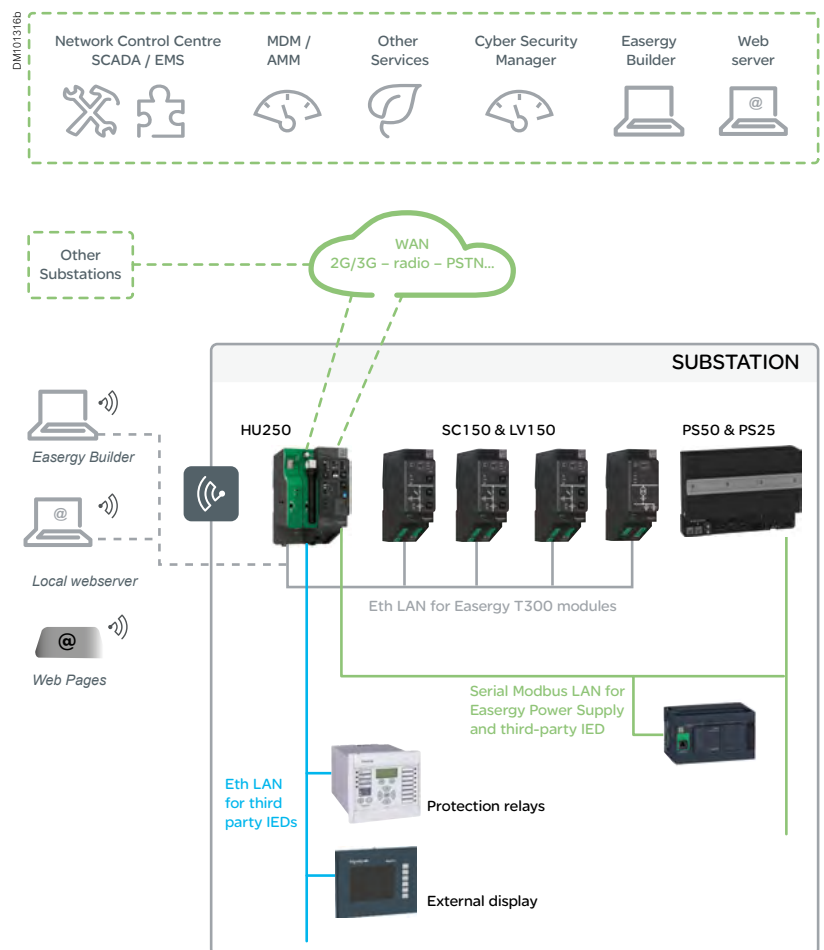 DM101316b
Network Control Centre
SCADA / EMS
MDM /
AMM
Other
Services
Cyber Security
Manager
Easergy
Builder
Web
server
@
Other
Substations
WAN
2G/3G – radio – PSTN...
SUBSTATION
HU250
SC150 & LV150
PS50 & PS25
Easergy Builder
@
Local webserver
@
Web Pages
Eth LAN for Easergy T300 modules
Serial Modbus LAN for
Easergy Power Supply
and third-party IED
Eth LAN
for third
party IEDs
Protection relays
External display